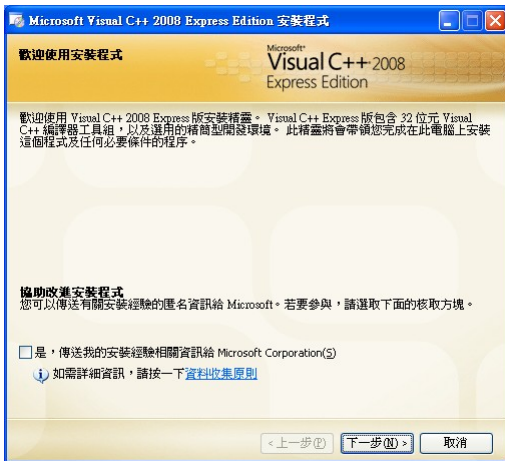 Microsoft Visual C++ 2008 Express Edition 安裝程式
歡迎使用安裝程式
Microsoft
Visual C++ 2008
Express Edition
歡迎使用 Visual C++ 2008 Express 版安裝精靈。 Visual C++ Express 版包含 32 位元 Visual
C++ 編譯器工具組，以及選用的精簡型開發環境。 此精靈將會帶領您完成在此電腦上安裝
這個程式及任何必要條件的程序。
協助改進安裝程式
您可以傳送有關安裝經驗的匿名資訊給 Microsoft。若要參與，請選取下面的核取方塊。
是，傳送我的安裝經驗相關資訊給 Microsoft Corporation(S)
如需詳細資訊，請按一下資料收集原則
<上一步(P)
下一步(N) >
取消